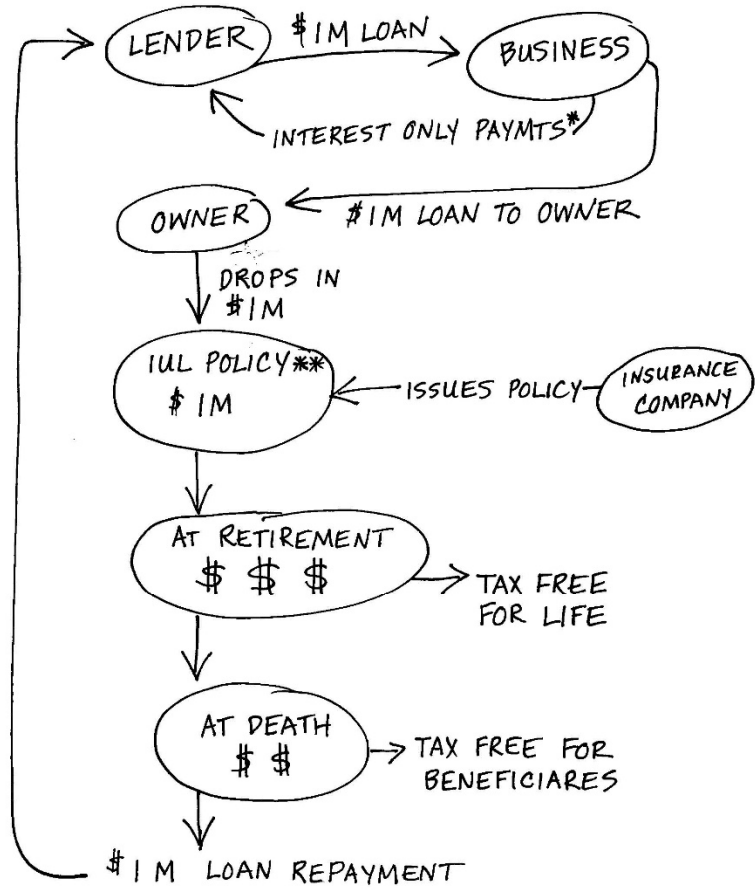 LENDER
$1M LOAN
BUSINESS
INTEREST ONLY PAYMTS*
OWNER
$1M LOAN TO OWNER
DROPS IN
$1M
IUL POLICY**
$1M
ISSUES POLICY
INSURANCE
COMPANY
AT RETIREMENT
$ $ $
TAX FREE
FOR LIFE
AT DEATH
$ $
TAX FREE FOR
BENEFICIARES
$1M LOAN REPAYMENT